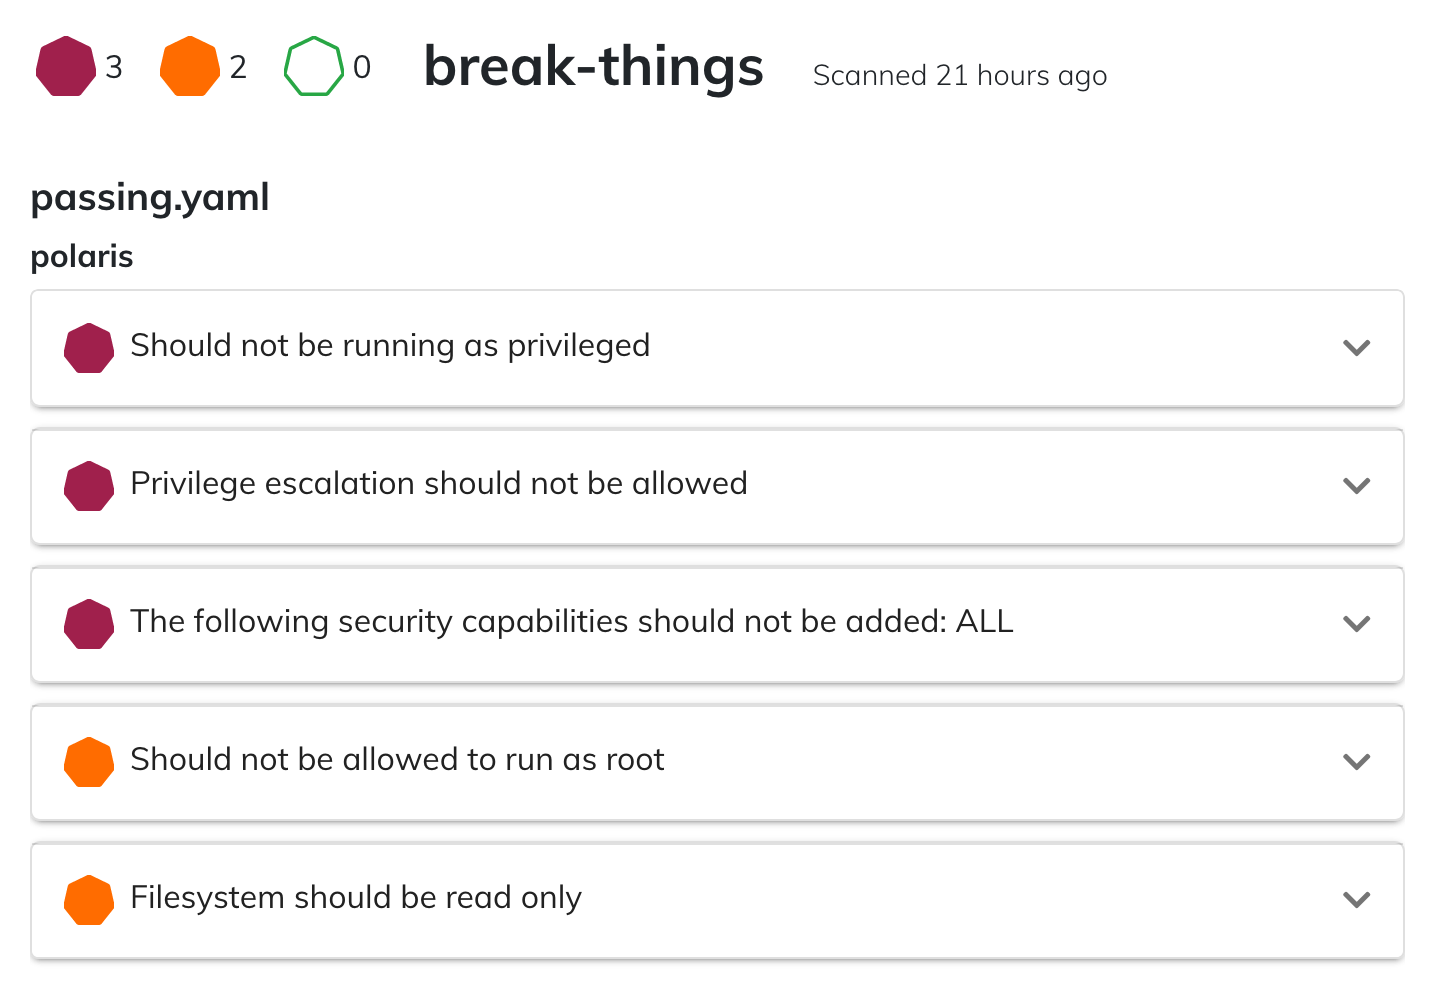 3 2 0 break-things Scanned 21 hours ago
passing.yaml
polaris
Should not be running as privileged
Privilege escalation should not be allowed
The following security capabilities should not be added: ALL
Should not be allowed to run as root
Filesystem should be read only